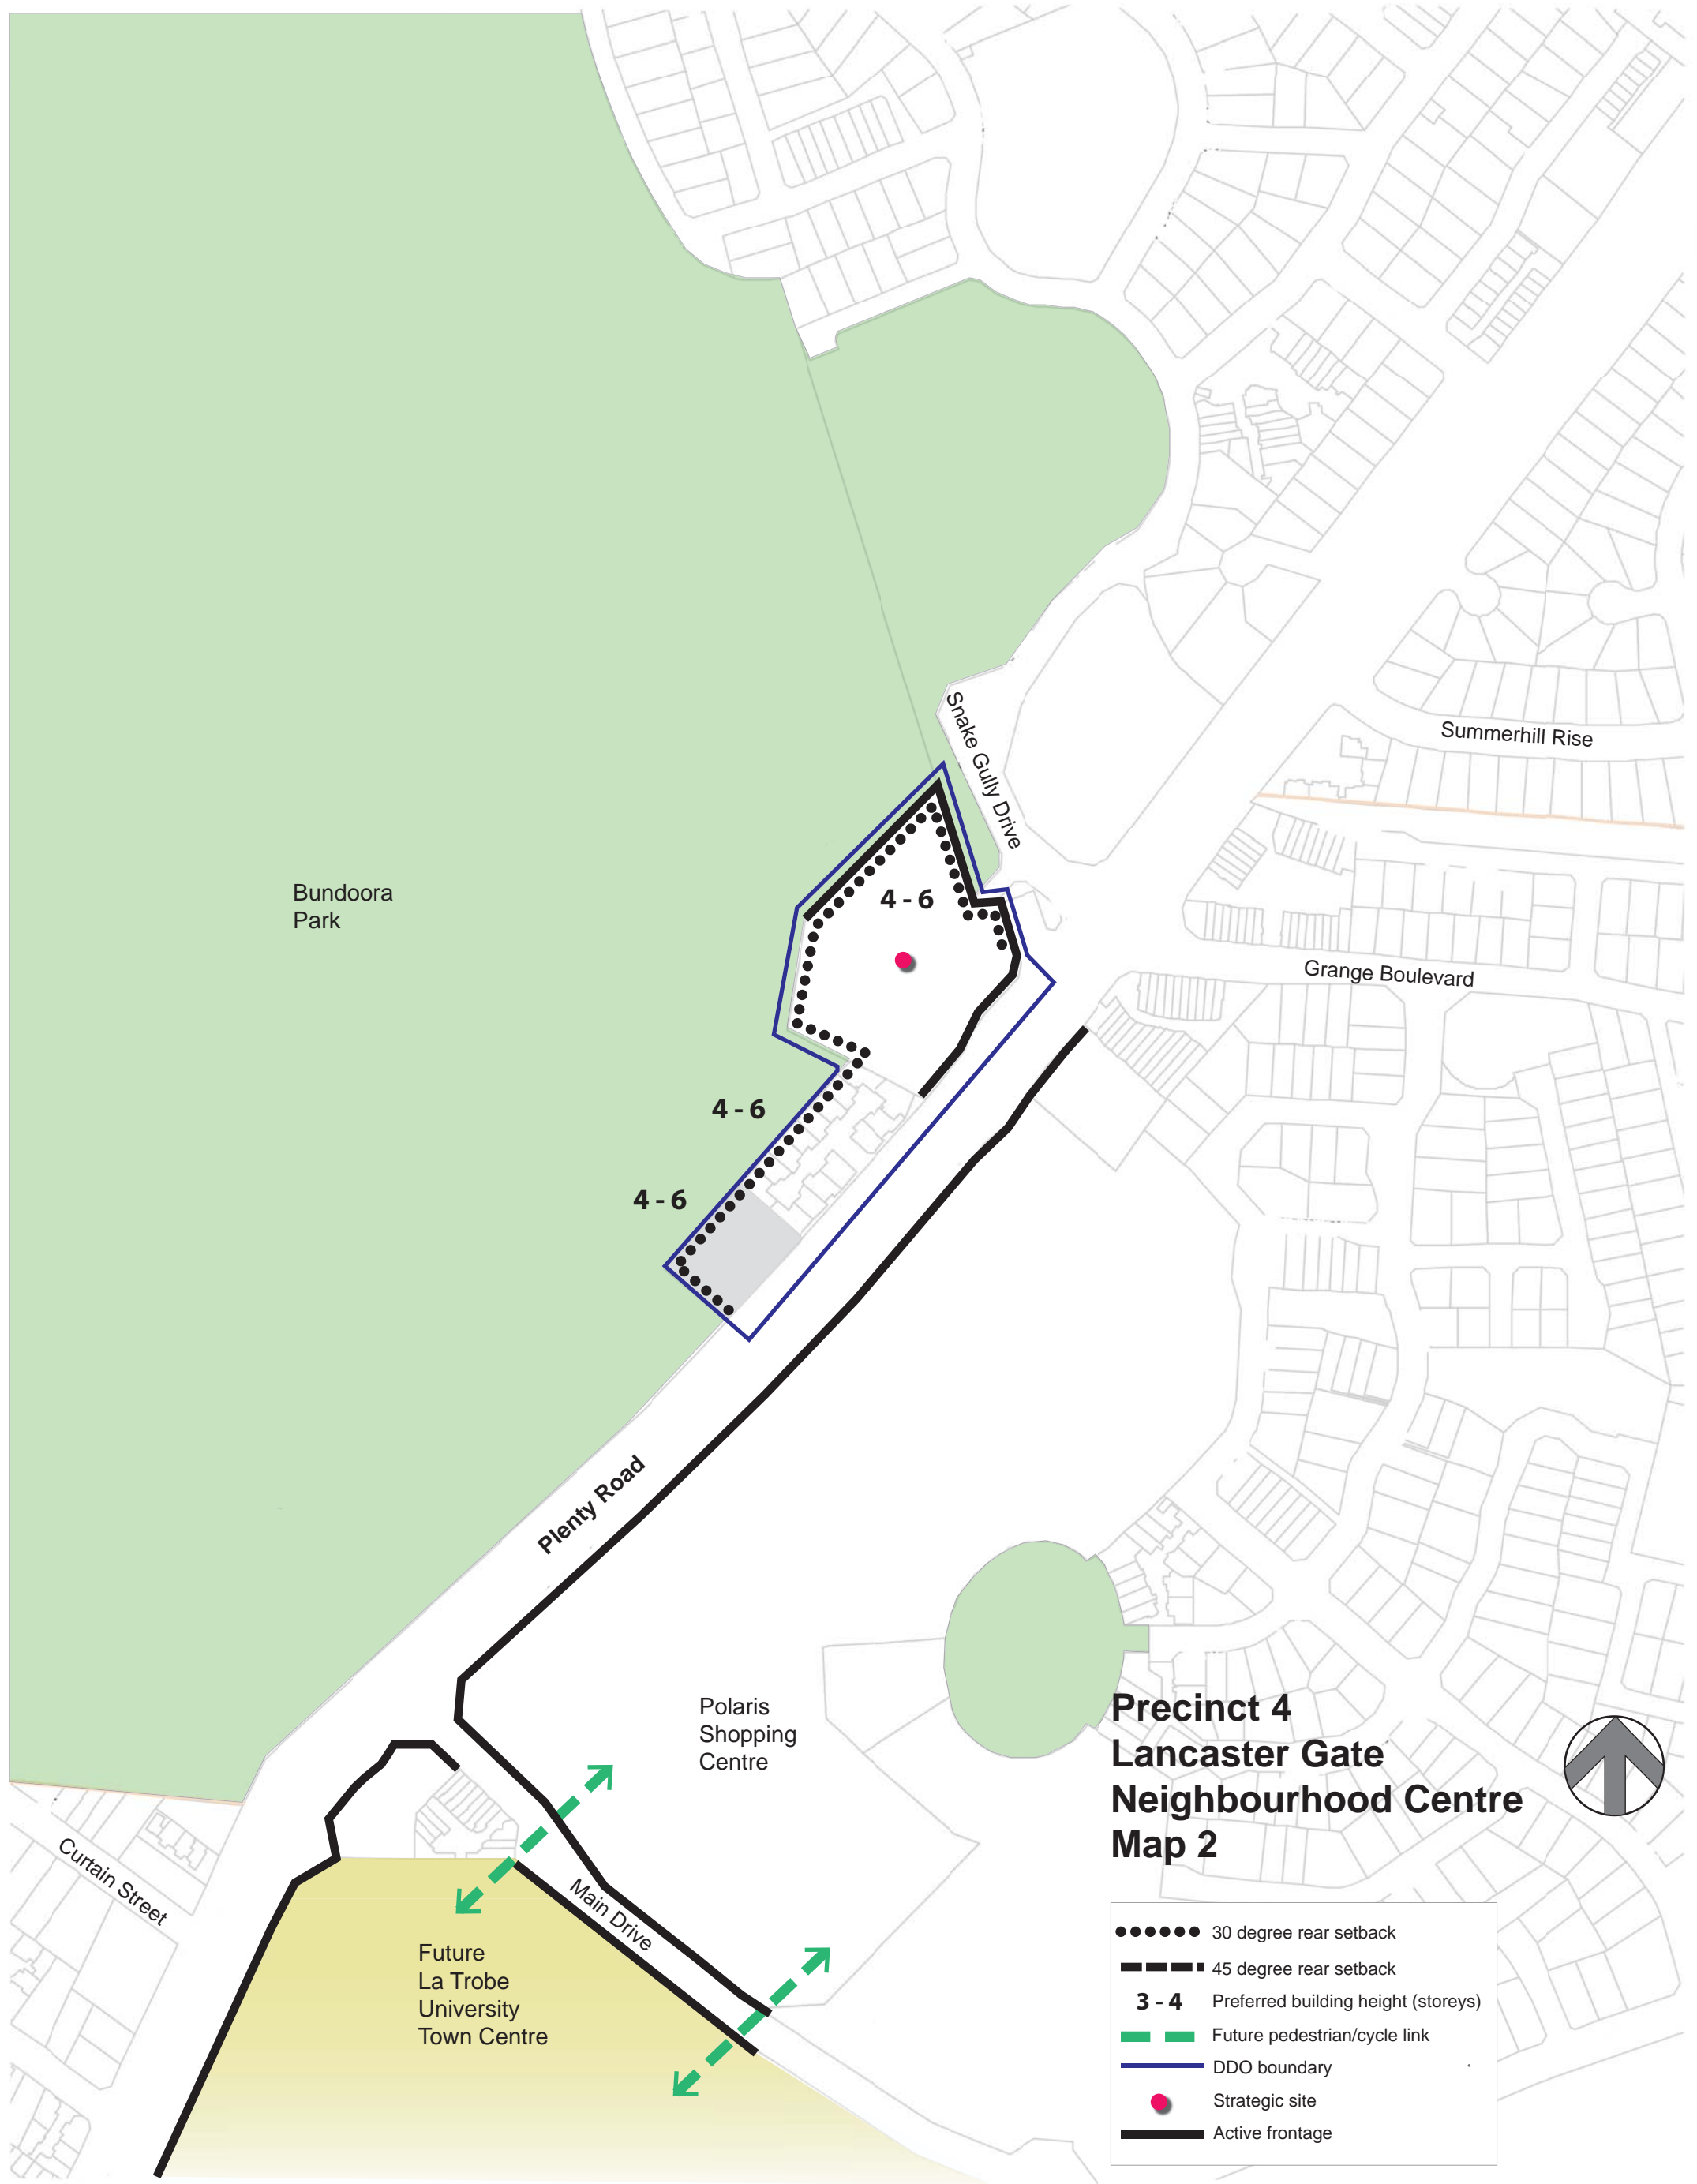 Snake Gully Drive
Summerhill Rise
Bundoora
Park
4 - 6
Grange Boulevard
4 - 6
4 - 6
Plenty Road
Polaris
Shopping
Centre
Precinct 4
Lancaster Gate
Neighbourhood Centre
Map 2
Curtain Street
Main Drive
Future
La Trobe
University
Town Centre
30 degree rear setback
45 degree rear setback
3 - 4 Preferred building height (storeys)
Future pedestrian/cycle link
DDO boundary
Strategic site
Active frontage